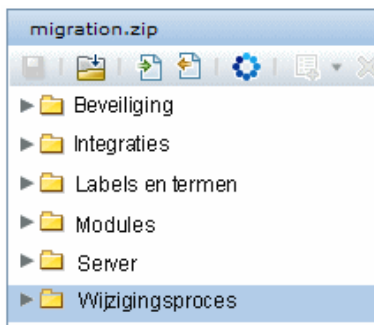 migration.zip
Beveiliging
Integraties
Labels en termen
Modules
Server
Wijzigingsproces